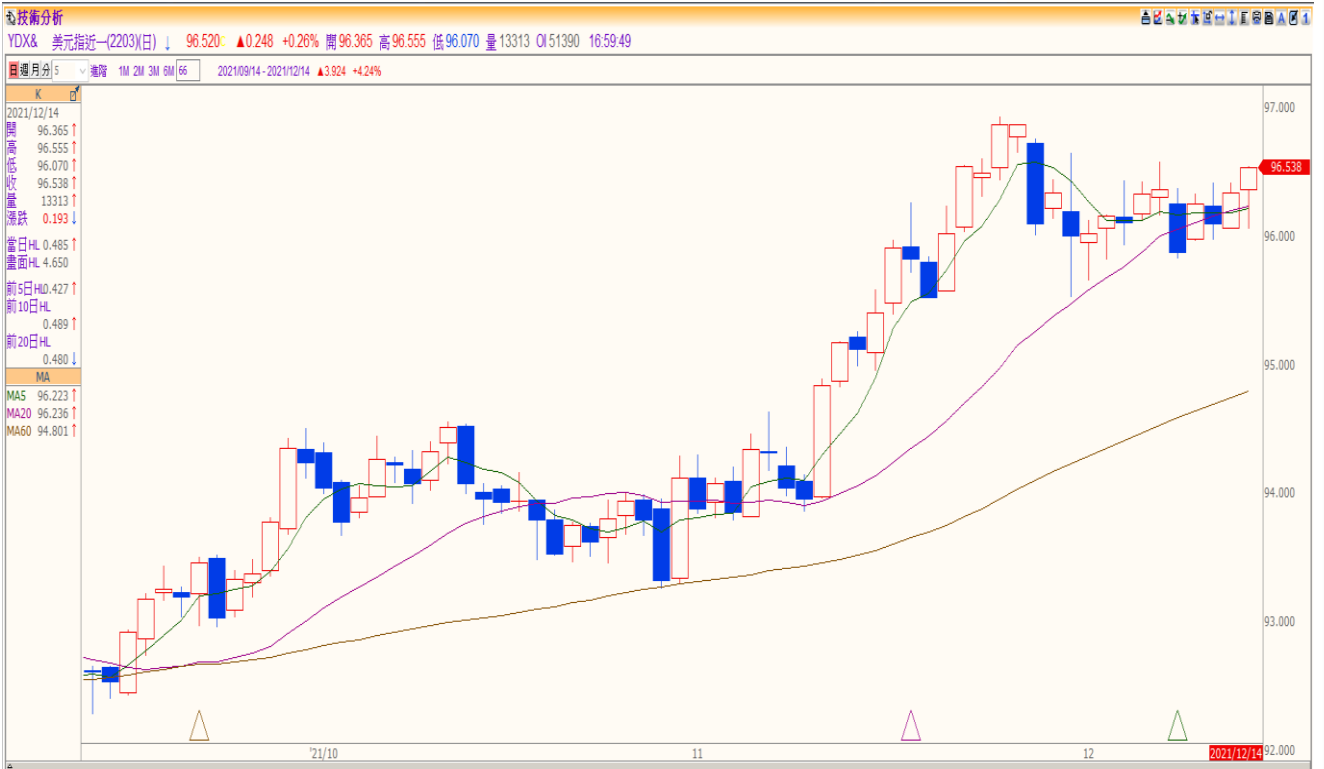 技術分析
YDX& 美元指近一(2203)(日) ↓ 96.520 ▲0.248 +0.26% 開 96.365 高 96.555 低 96.070 量 13313 OI 51390 16:59:49
日 週 月 分 5 進階 1M 2M 3M 6M 66 2021/09/14 - 2021/12/14 ▲3.924 +4.24%
K
2021/12/14
開 96.365 ↑
高 96.555 ↑
低 96.070 ↑
收 96.538 ↑
量 13313 ↑
漲跌 0.193 ↓
當日HL 0.485 ↑
畫面HL 4.650
前5日HL 0.427 ↑
前10日HL
0.489 ↑
前20日HL
0.480 ↓
MA
MA5 96.223 ↑
MA20 96.236 ↑
MA60 94.801 ↑
97.000
96.538
96.000
95.000
94.000
93.000
92.000
'21/10 11 12 2021/12/14